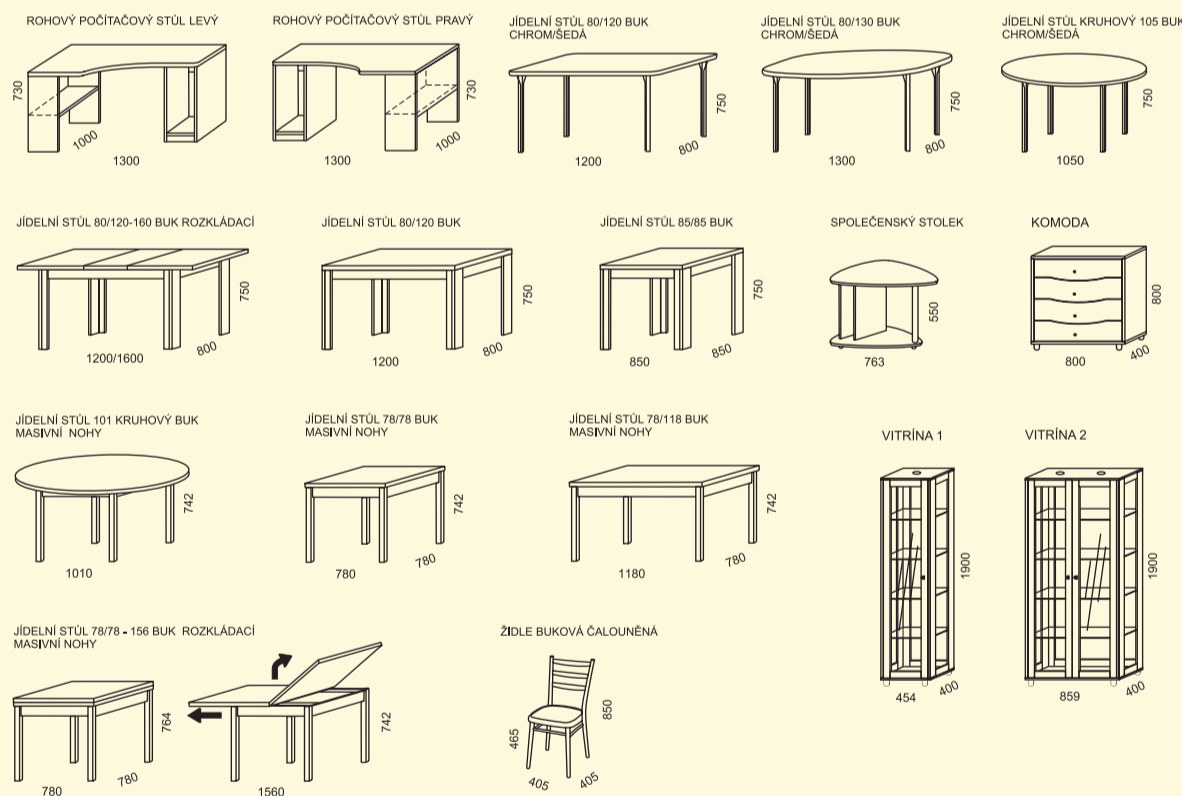 ROHOVÝ POČÍTAČOVÝ STŮL LEVÝ
730
1000
1300
ROHOVÝ POČÍTAČOVÝ STŮL PRAVÝ
730
1000
1300
JÍDELNÍ STŮL 80/120 BUK
CHROM/ŠEDÁ
750
800
1200
JÍDELNÍ STŮL 80/130 BUK
CHROM/ŠEDÁ
750
800
1300
JÍDELNÍ STŮL KRUHOVÝ 105 BUK
CHROM/ŠEDÁ
750
1050
JÍDELNÍ STŮL 80/120-160 BUK ROZKLÁDACÍ
750
800
1200/1600
JÍDELNÍ STŮL 80/120 BUK
750
800
1200
JÍDELNÍ STŮL 85/85 BUK
750
850
850
SPOLEČENSKÝ STOLEK
550
763
KOMODA
800
400
800
JÍDELNÍ STŮL 101 KRUHOVÝ BUK
MASIVNÍ NOHY
742
1010
JÍDELNÍ STŮL 78/78 BUK
MASIVNÍ NOHY
742
780
780
JÍDELNÍ STŮL 78/118 BUK
MASIVNÍ NOHY
742
780
1180
VITRÍNA 1
1900
400
454
VITRÍNA 2
1900
400
859
JÍDELNÍ STŮL 78/78 - 156 BUK ROZKLÁDACÍ
MASIVNÍ NOHY
764
780
780
742
1560
ŽIDLE BUKOVÁ ČALOUNĚNÁ
850
465
405
405